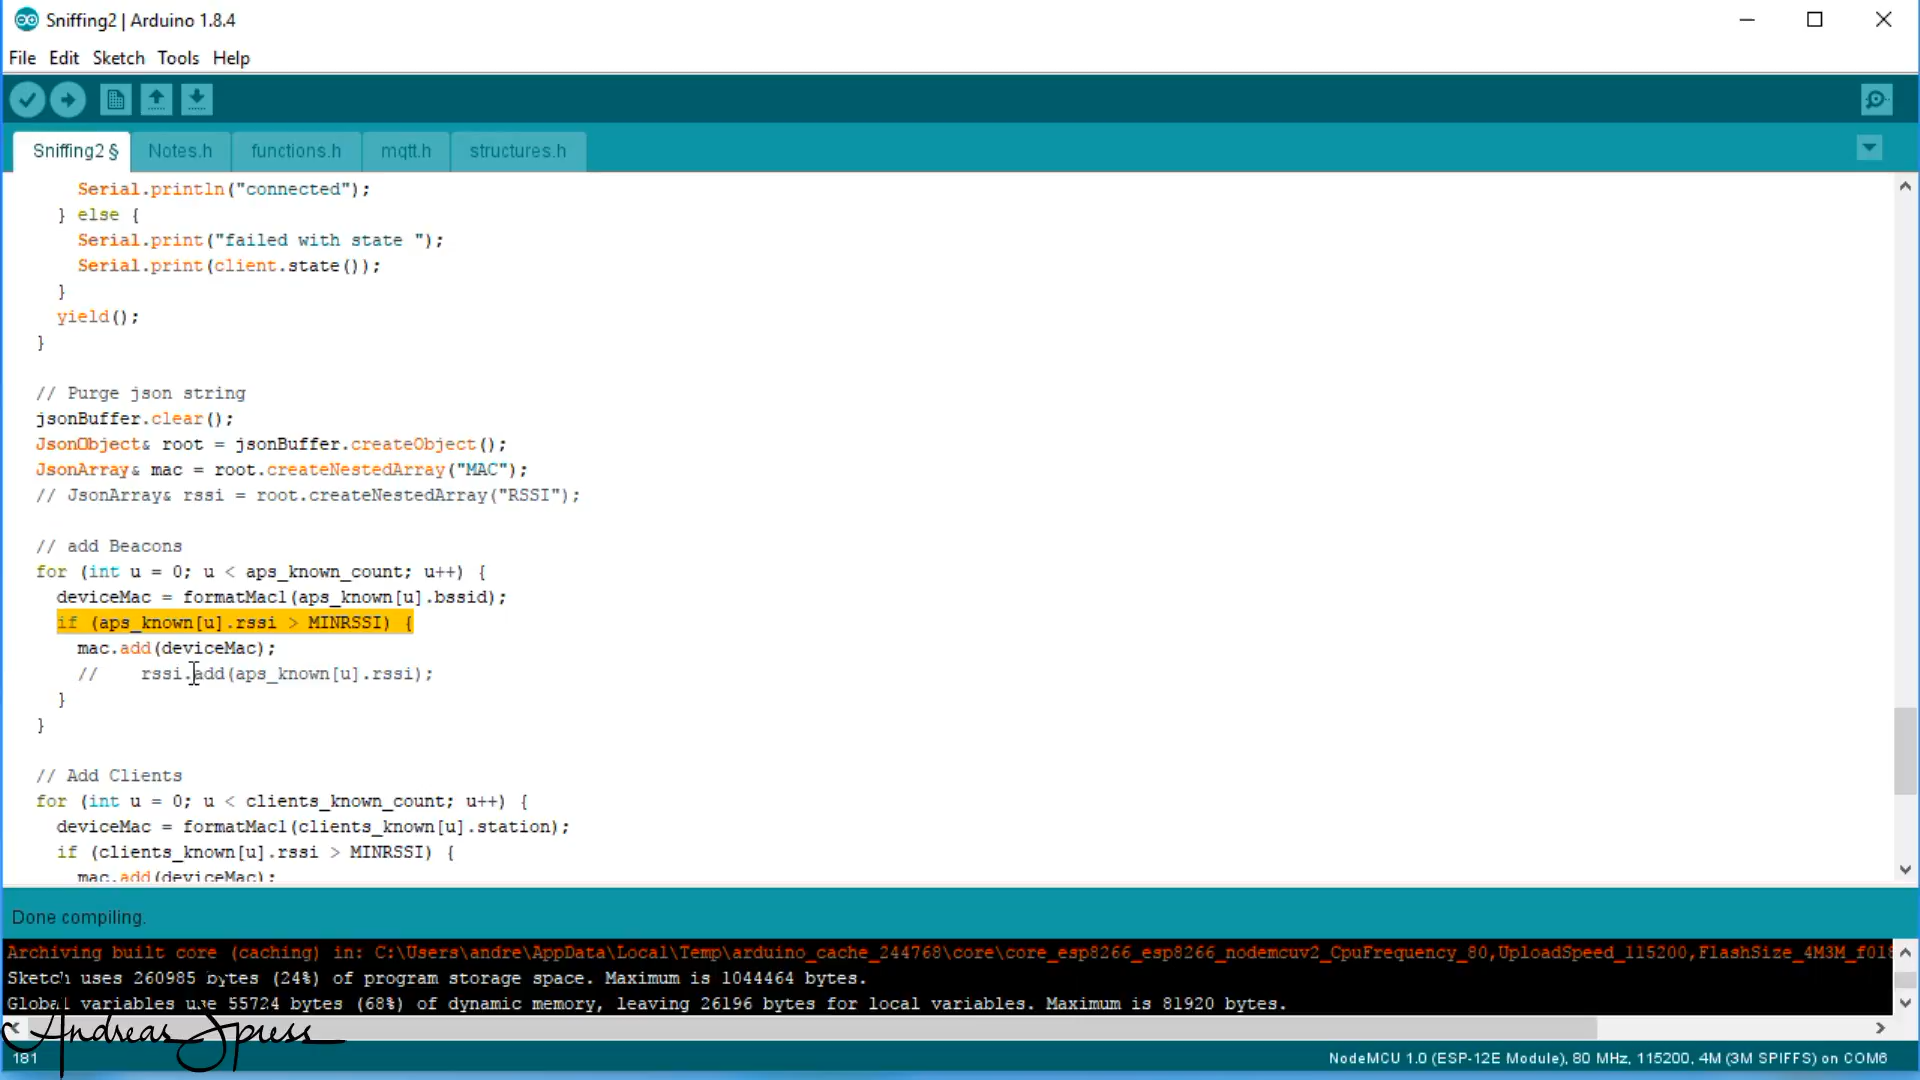 Sniffing2 | Arduino 1.8.4
File Edit Sketch Tools Help
Sniffing2 § Notes.h functions.h mqtt.h structures.h
Serial.println("connected");
} else {
Serial.print("failed with state ");
Serial.print(client.state());
}
yield();
}
// Purge json string
jsonBuffer.clear();
JsonObject& root = jsonBuffer.createObject();
JsonArray& mac = root.createNestedArray("MAC");
// JsonArray& rssi = root.createNestedArray("RSSI");
// add Beacons
for (int u = 0; u < aps_known_count; u++) {
deviceMac = formatMac1(aps_known[u].bssid);
if (aps_known[u].rssi > MINRSSI) {
mac.add(deviceMac);
// rssi.add(aps_known[u].rssi);
}
}
// Add Clients
for (int u = 0; u < clients_known_count; u++) {
deviceMac = formatMac1(clients_known[u].station);
if (clients_known[u].rssi > MINRSSI) {
mac.add(deviceMac);
Done compiling.
Archiving built core (caching) in: C:\Users\andre\AppData\Local\Temp\arduino_cache_244768\core\core_esp8266_esp8266_nodemcuv2_CpuFrequency_80,UploadSpeed_115200,FlashSize_4M3M_f018
Sketch uses 260985 bytes (24%) of program storage space. Maximum is 1044464 bytes.
Global variables use 55724 bytes (68%) of dynamic memory, leaving 26196 bytes for local variables. Maximum is 81920 bytes.
Andreas Spiess
181 NodeMCU 1.0 (ESP-12E Module), 80 MHz, 115200, 4M (3M SPIFFS) on COM6